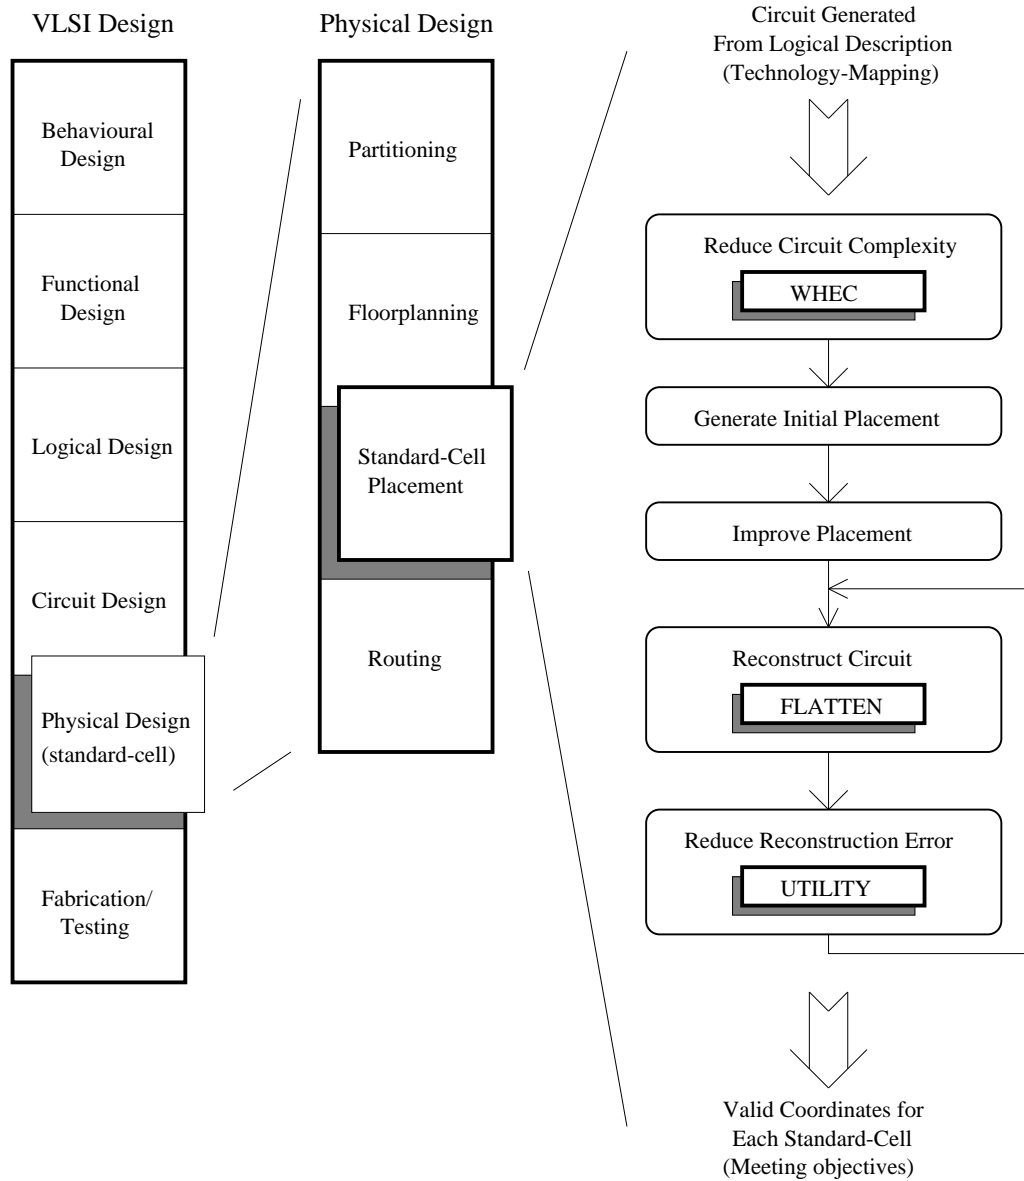 VLSI Design
Behavioural
Design
Functional
Design
Logical Design
Circuit Design
Physical Design
(standard-cell)
Fabrication/
Testing
Physical Design
Partitioning
Floorplanning
Standard-Cell
Placement
Routing
Circuit Generated
From Logical Description
(Technology-Mapping)
Reduce Circuit Complexity
WHEC
Generate Initial Placement
Improve Placement
Reconstruct Circuit
FLATTEN
Reduce Reconstruction Error
UTILITY
Valid Coordinates for
Each Standard-Cell
(Meeting objectives)